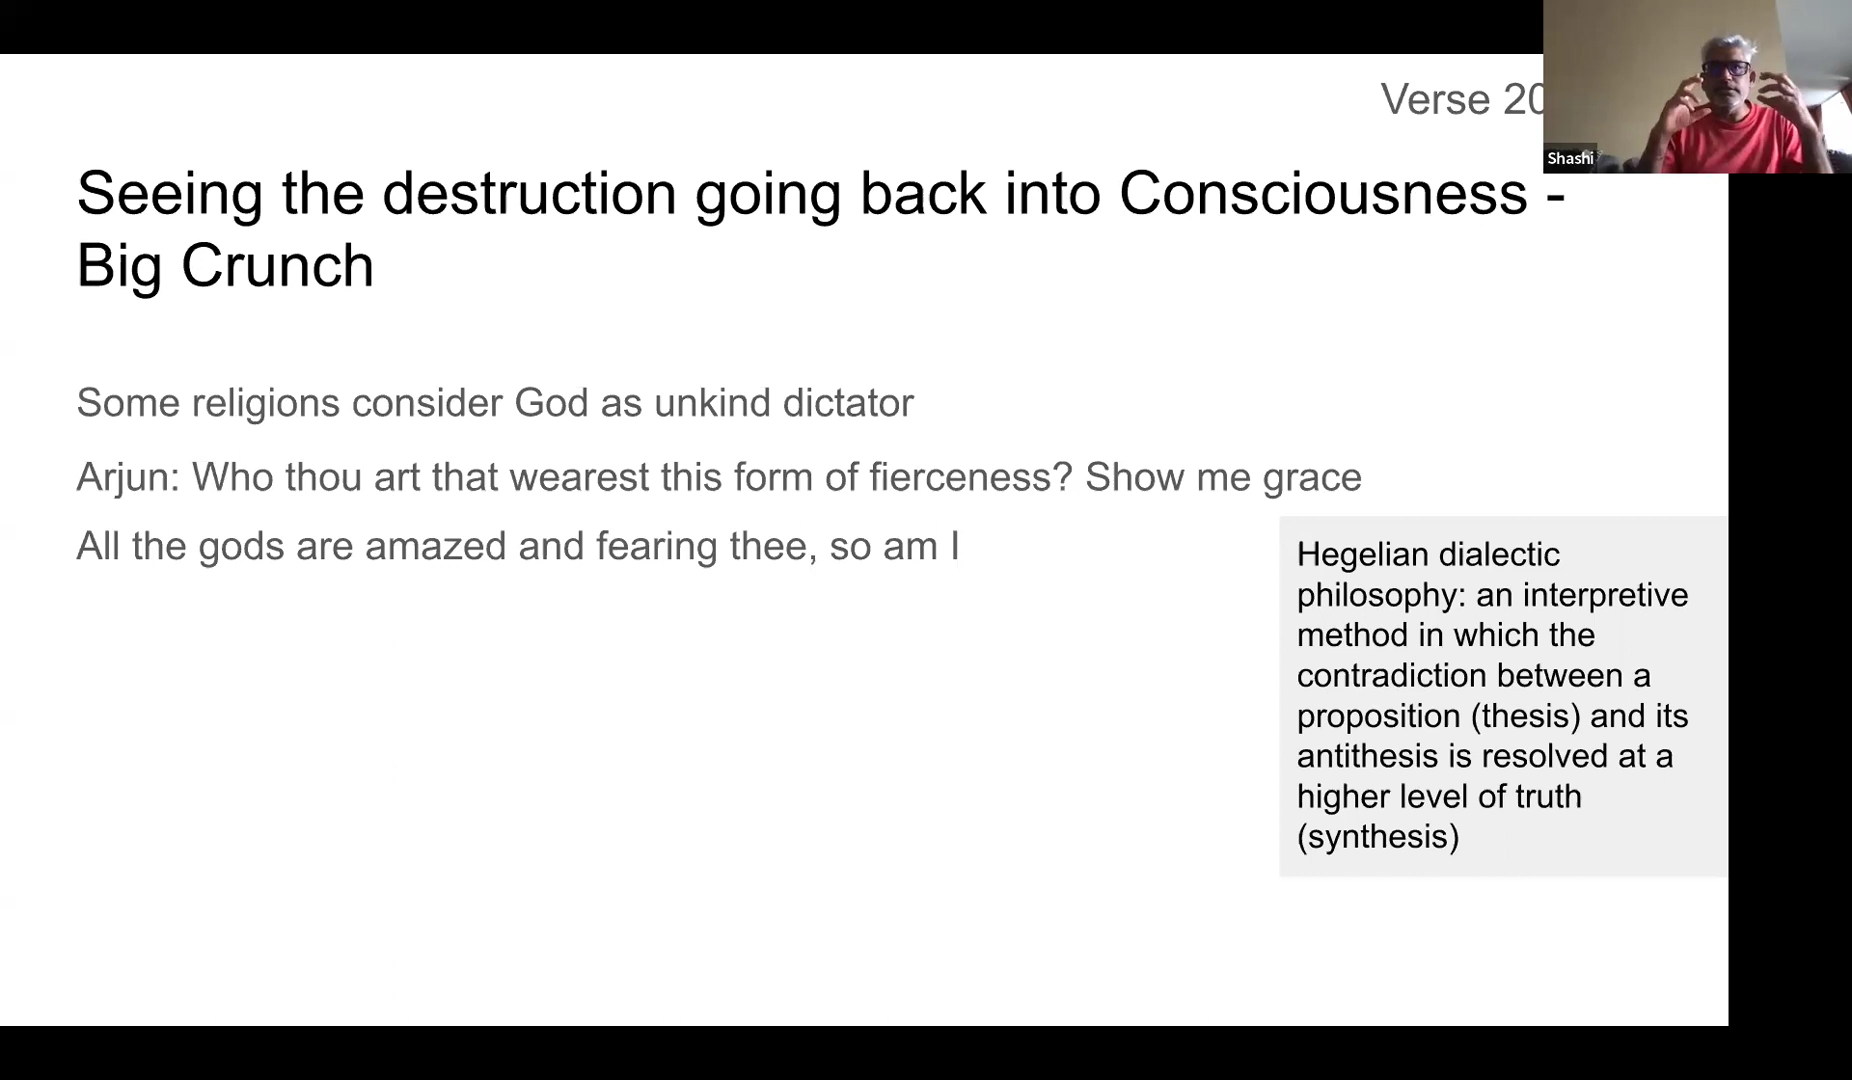 Verse 20
Shashi
Seeing the destruction going back into Consciousness -
Big Crunch
Some religions consider God as unkind dictator
Arjun: Who thou art that wearest this form of fierceness? Show me grace
All the gods are amazed and fearing thee, so am I
Hegelian dialectic
philosophy: an interpretive
method in which the
contradiction between a
proposition (thesis) and its
antithesis is resolved at a
higher level of truth
(synthesis)